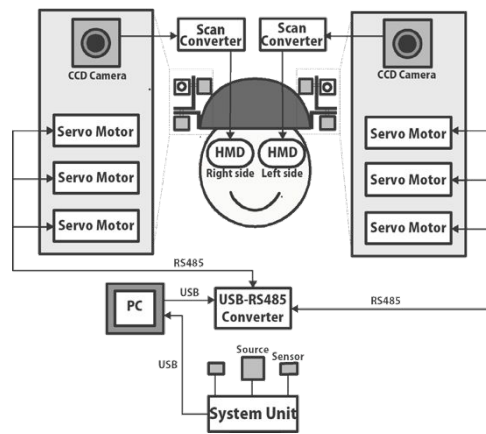 Scan
Converter
Scan
Converter
CCD Camera
CCD Camera
Servo Motor
Servo Motor
HMD
HMD
Right side
Left side
Servo Motor
Servo Motor
Servo Motor
Servo Motor
RS485
USB
PC
USB-RS485
Converter
RS485
USB
Source
Sensor
System Unit